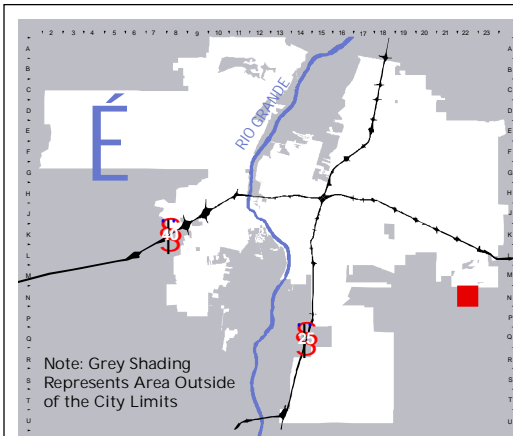 1 2 3 4 5 6 7 8 9 10 11 12 13 14 15 16 17 18 19 20 21 22 23
A A
B B
C C
D D
E E
F F
G G
H H
J J
K K
L L
M M
N N
P P
Q Q
R R
S S
T T
U U
É
RIO GRANDE
40
25
Note: Grey Shading
Represents Area Outside
of the City Limits